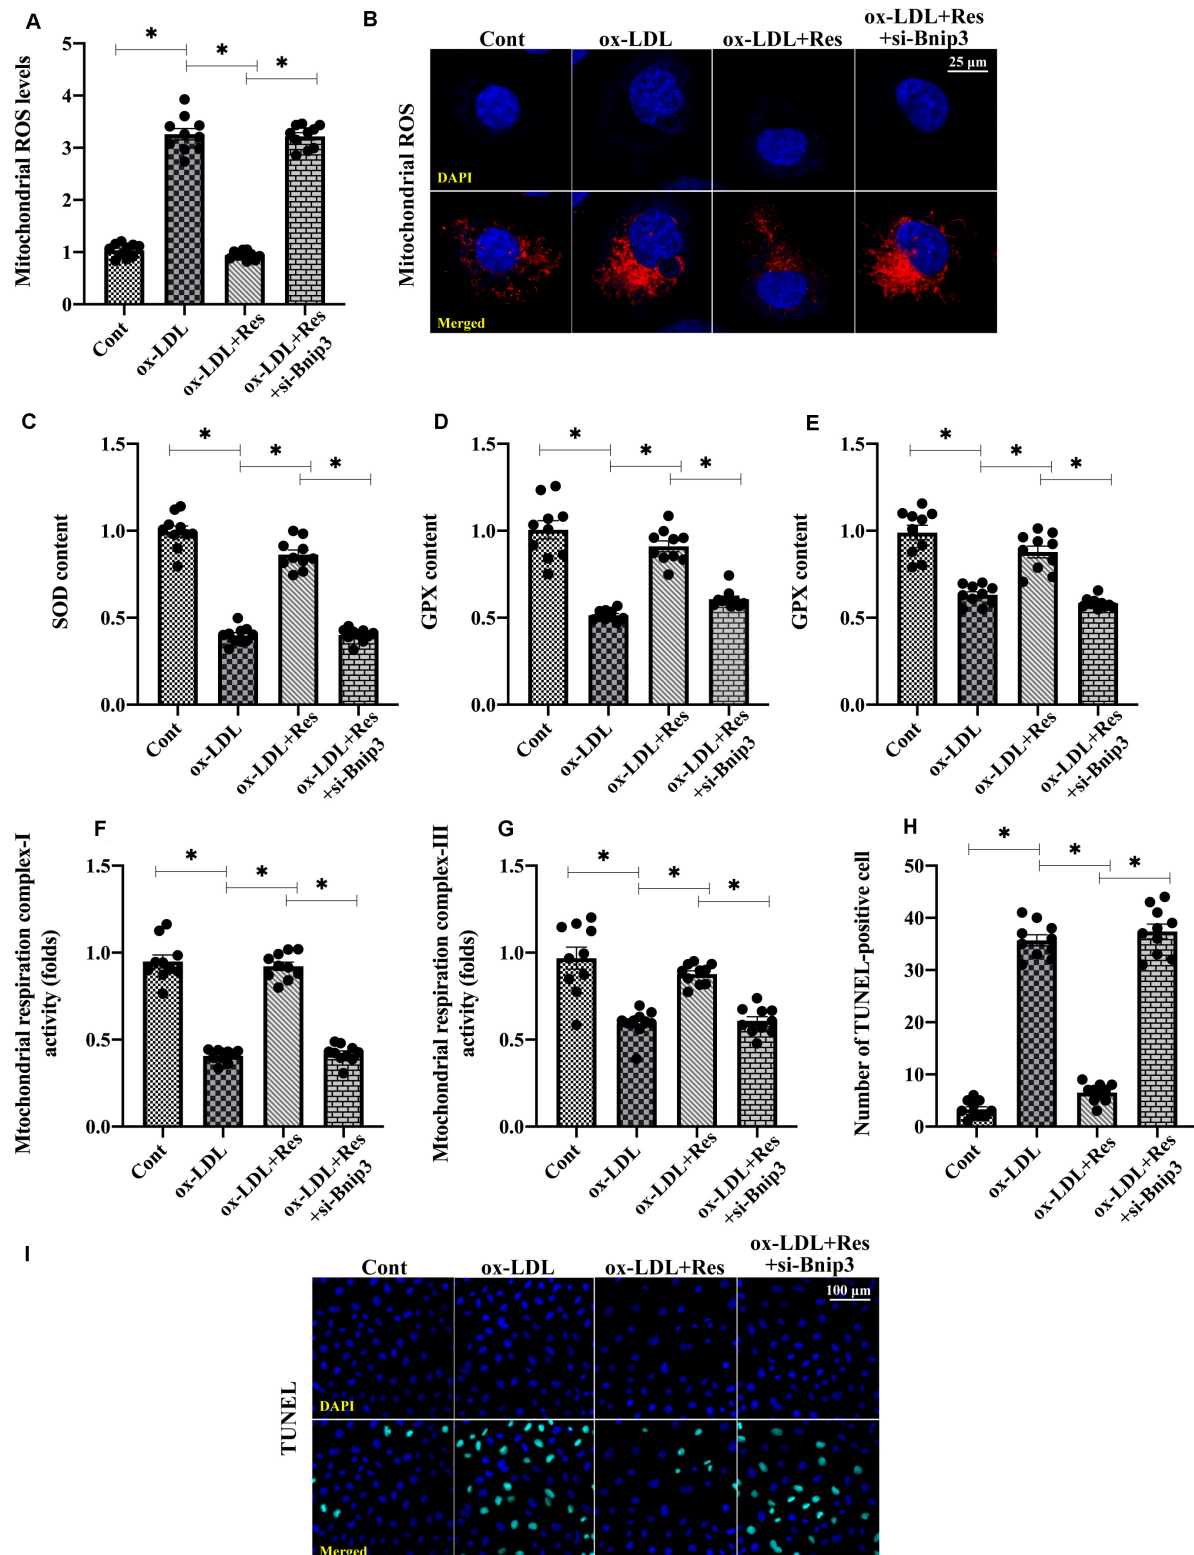 A
Mitochondrial ROS levels
5
4
3
2
1
0
*
*
*
Cont
ox-LDL
ox-LDL+Res
ox-LDL+Res
+si-Bnip3
B
Cont
ox-LDL
ox-LDL+Res
ox-LDL+Res
+si-Bnip3
25 µm
Mitochondrial ROS
DAPI
Merged
C
SOD content
1.5
1.0
0.5
0.0
*
*
*
Cont
ox-LDL
ox-LDL+Res
ox-LDL+Res
+si-Bnip3
D
GPX content
1.5
1.0
0.5
0.0
*
*
*
Cont
ox-LDL
ox-LDL+Res
ox-LDL+Res
+si-Bnip3
E
GPX content
1.5
1.0
0.5
0.0
*
*
*
Cont
ox-LDL
ox-LDL+Res
ox-LDL+Res
+si-Bnip3
F
Mtochondrial respiration complex-I
activity (folds)
1.5
1.0
0.5
0.0
*
*
*
Cont
ox-LDL
ox-LDL+Res
ox-LDL+Res
+si-Bnip3
G
Mtochondrial respiration complex-III
activity (folds)
1.5
1.0
0.5
0.0
*
*
*
Cont
ox-LDL
ox-LDL+Res
ox-LDL+Res
+si-Bnip3
H
Number of TUNEL-positive cell
50
40
30
20
10
0
*
*
*
Cont
ox-LDL
ox-LDL+Res
ox-LDL+Res
+si-Bnip3
I
Cont
ox-LDL
ox-LDL+Res
ox-LDL+Res
+si-Bnip3
100 µm
TUNEL
DAPI
Merged